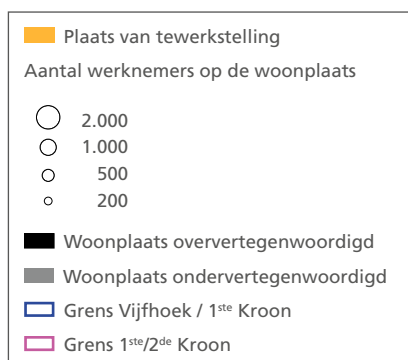 Plaats van tewerkstelling
Aantal werknemers op de woonplaats
2.000
1.000
500
200
Woonplaats oververtegenwoordigd
Woonplaats ondervertegenwoordigd
Grens Vijfhoek / 1ste Kroon
Grens 1ste/2de Kroon